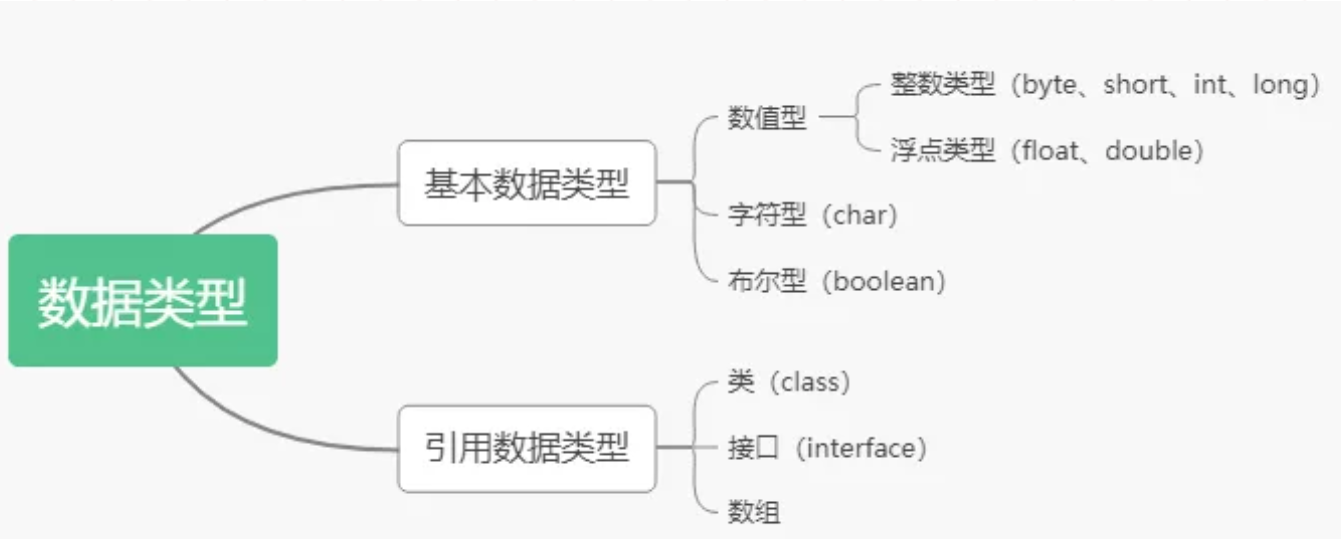 数据类型
基本数据类型
数值型
整数类型（byte、short、int、long）
浮点类型（float、double）
字符型（char）
布尔型（boolean）
引用数据类型
类（class）
接口（interface）
数组